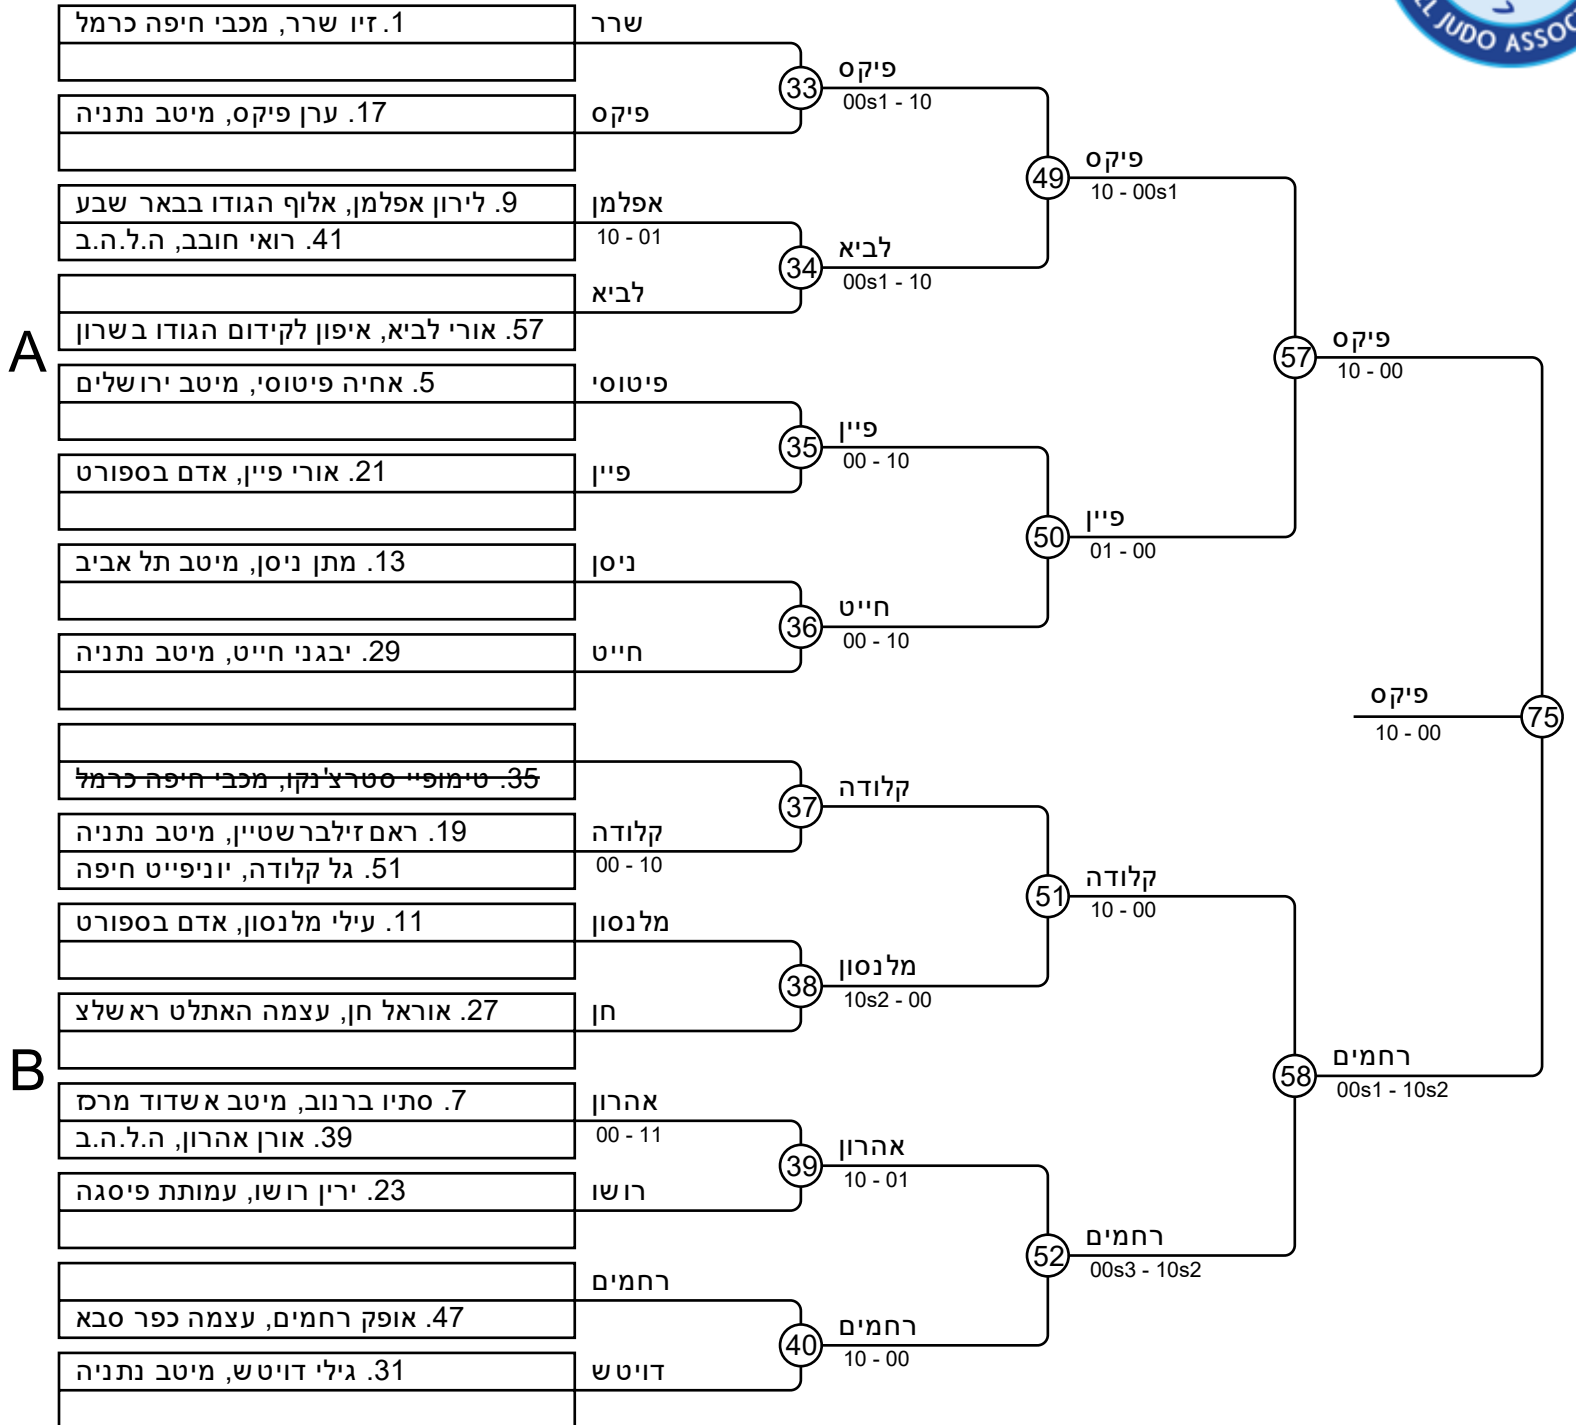 1. זיו שרר, מכבי חיפה כרמל
שרר
17. ערן פיקס, מיטב נתניה
פיקס
33
פיקס
00s1 - 10
9. לירון אפלמן, אלוף הגודו בבאר שבע
41. רואי חובב, ה.ל.ה.ב
אפלמן
10 - 01
לביא
57. אורי לביא, איפון לקידום הגודו בשרון
34
לביא
00s1 - 10
49
פיקס
10 - 00s1
A
5. אחיה פיטוסי, מיטב ירושלים
פיטוסי
21. אורי פיין, אדם בספורט
פיין
35
פיין
00 - 10
13. מתן ניסן, מיטב תל אביב
ניסן
29. יבגני חייט, מיטב נתניה
חייט
36
חייט
00 - 10
50
פיין
01 - 00
57
פיקס
10 - 00
35. טימופיי סטרצ'נקו, מכבי חיפה כרמל
19. ראם זילברשטיין, מיטב נתניה
51. גל קלודה, יוניפייט חיפה
קלודה
00 - 10
37
קלודה
11. עילי מלנסון, אדם בספורט
מלנסון
27. אוראל חן, עצמה האתלט ראשלצ
חן
38
מלנסון
10s2 - 00
51
קלודה
10 - 00
B
7. סתיו ברנוב, מיטב אשדוד מרכז
39. אורן אהרון, ה.ל.ה.ב
אהרון
00 - 11
23. ירין רושו, עמותת פיסגה
רושו
39
אהרון
10 - 01
רחמים
47. אופק רחמים, עצמה כפר סבא
31. גילי דויטש, מיטב נתניה
דויטש
40
רחמים
10 - 00
52
רחמים
00s3 - 10s2
58
רחמים
00s1 - 10s2
75
פיקס
10 - 00
JUDO